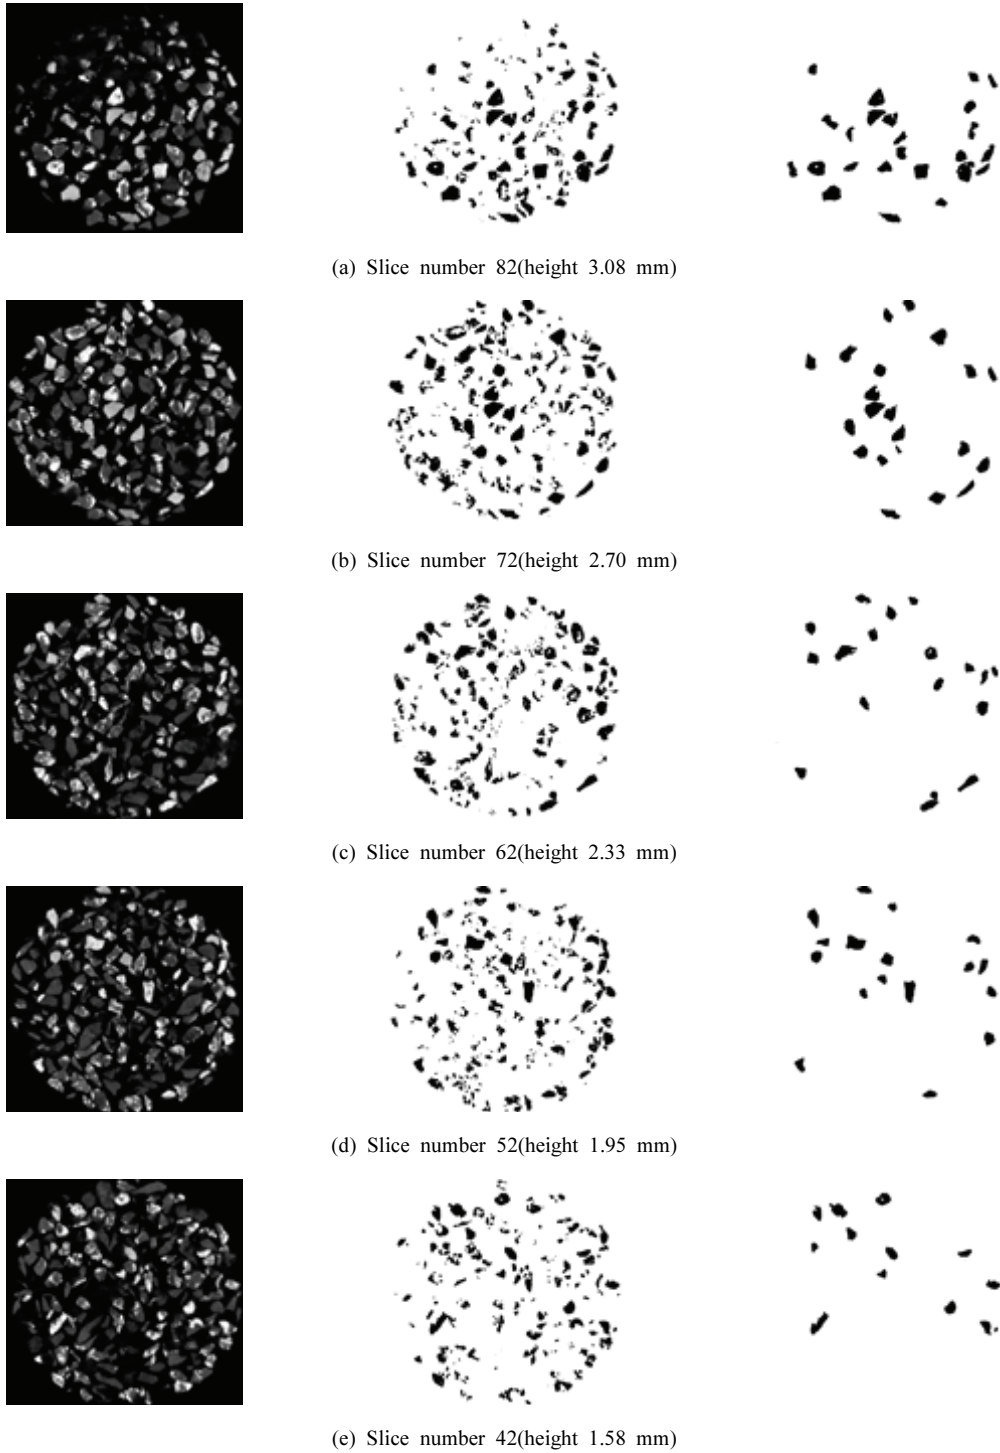 (a) Slice number 82(height 3.08 mm)
(b) Slice number 72(height 2.70 mm)
(c) Slice number 62(height 2.33 mm)
(d) Slice number 52(height 1.95 mm)
(e) Slice number 42(height 1.58 mm)